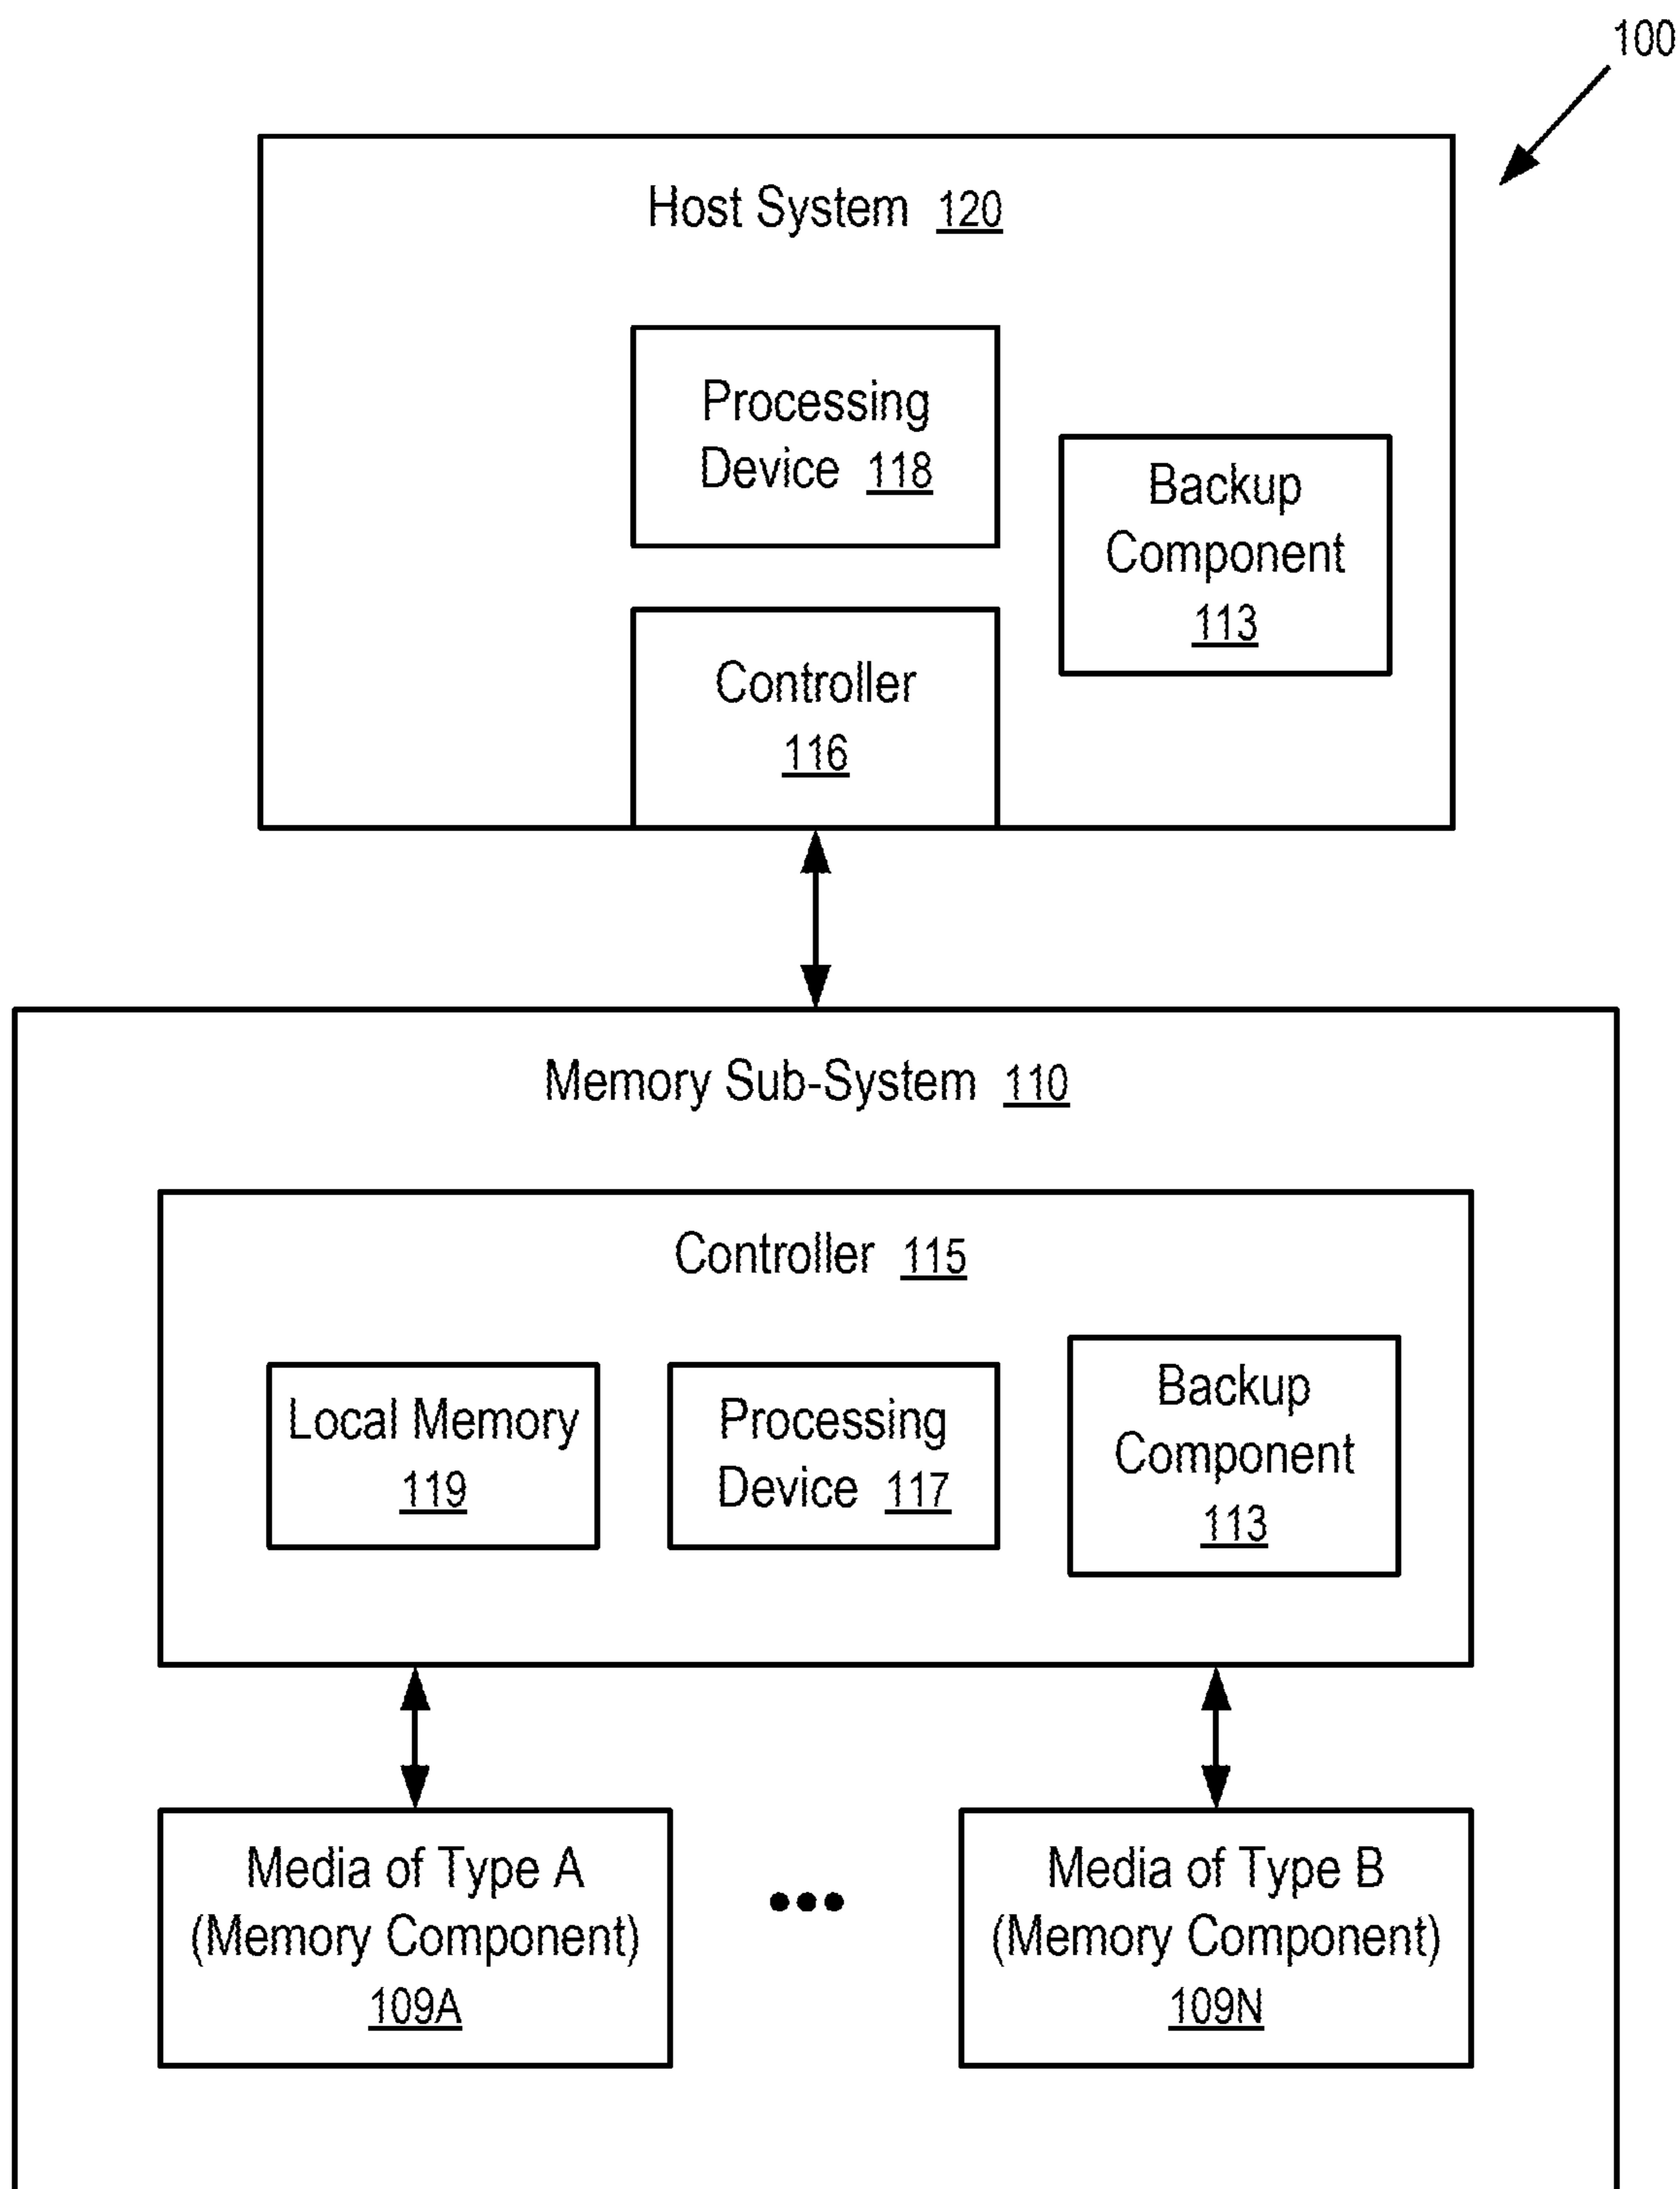 100
Host System 120
Processing
Device 118
Backup
Component
113
Controller
116
Memory Sub-System 110
Controller 115
Local Memory
119
Processing
Device 117
Backup
Component
113
Media of Type A
(Memory Component)
109A
•••
Media of Type B
(Memory Component)
109N